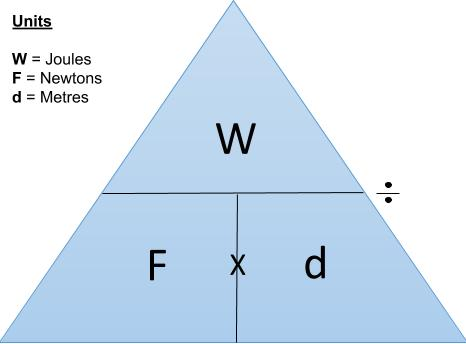 Units
W = Joules
F = Newtons
d = Metres
W
÷
F x d